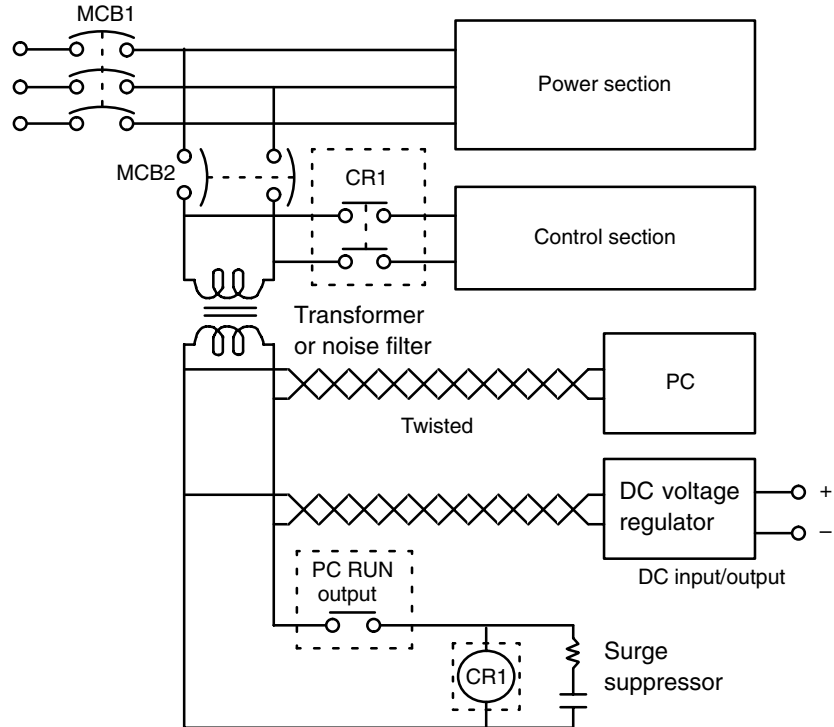 MCB1
Power section
MCB2
CR1
Control section
Transformer
or noise filter
PC
Twisted
DC voltage
regulator
+
–
DC input/output
PC RUN
output
CR1
Surge
suppressor